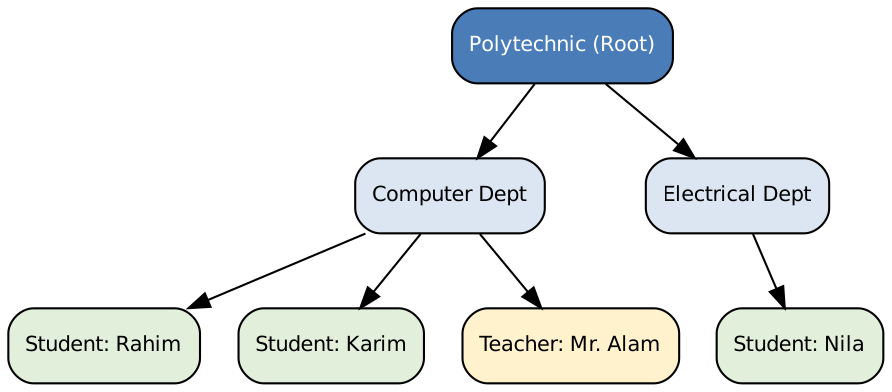 Polytechnic (Root)
Computer Dept
Electrical Dept
Student: Rahim
Student: Karim
Teacher: Mr. Alam
Student: Nila